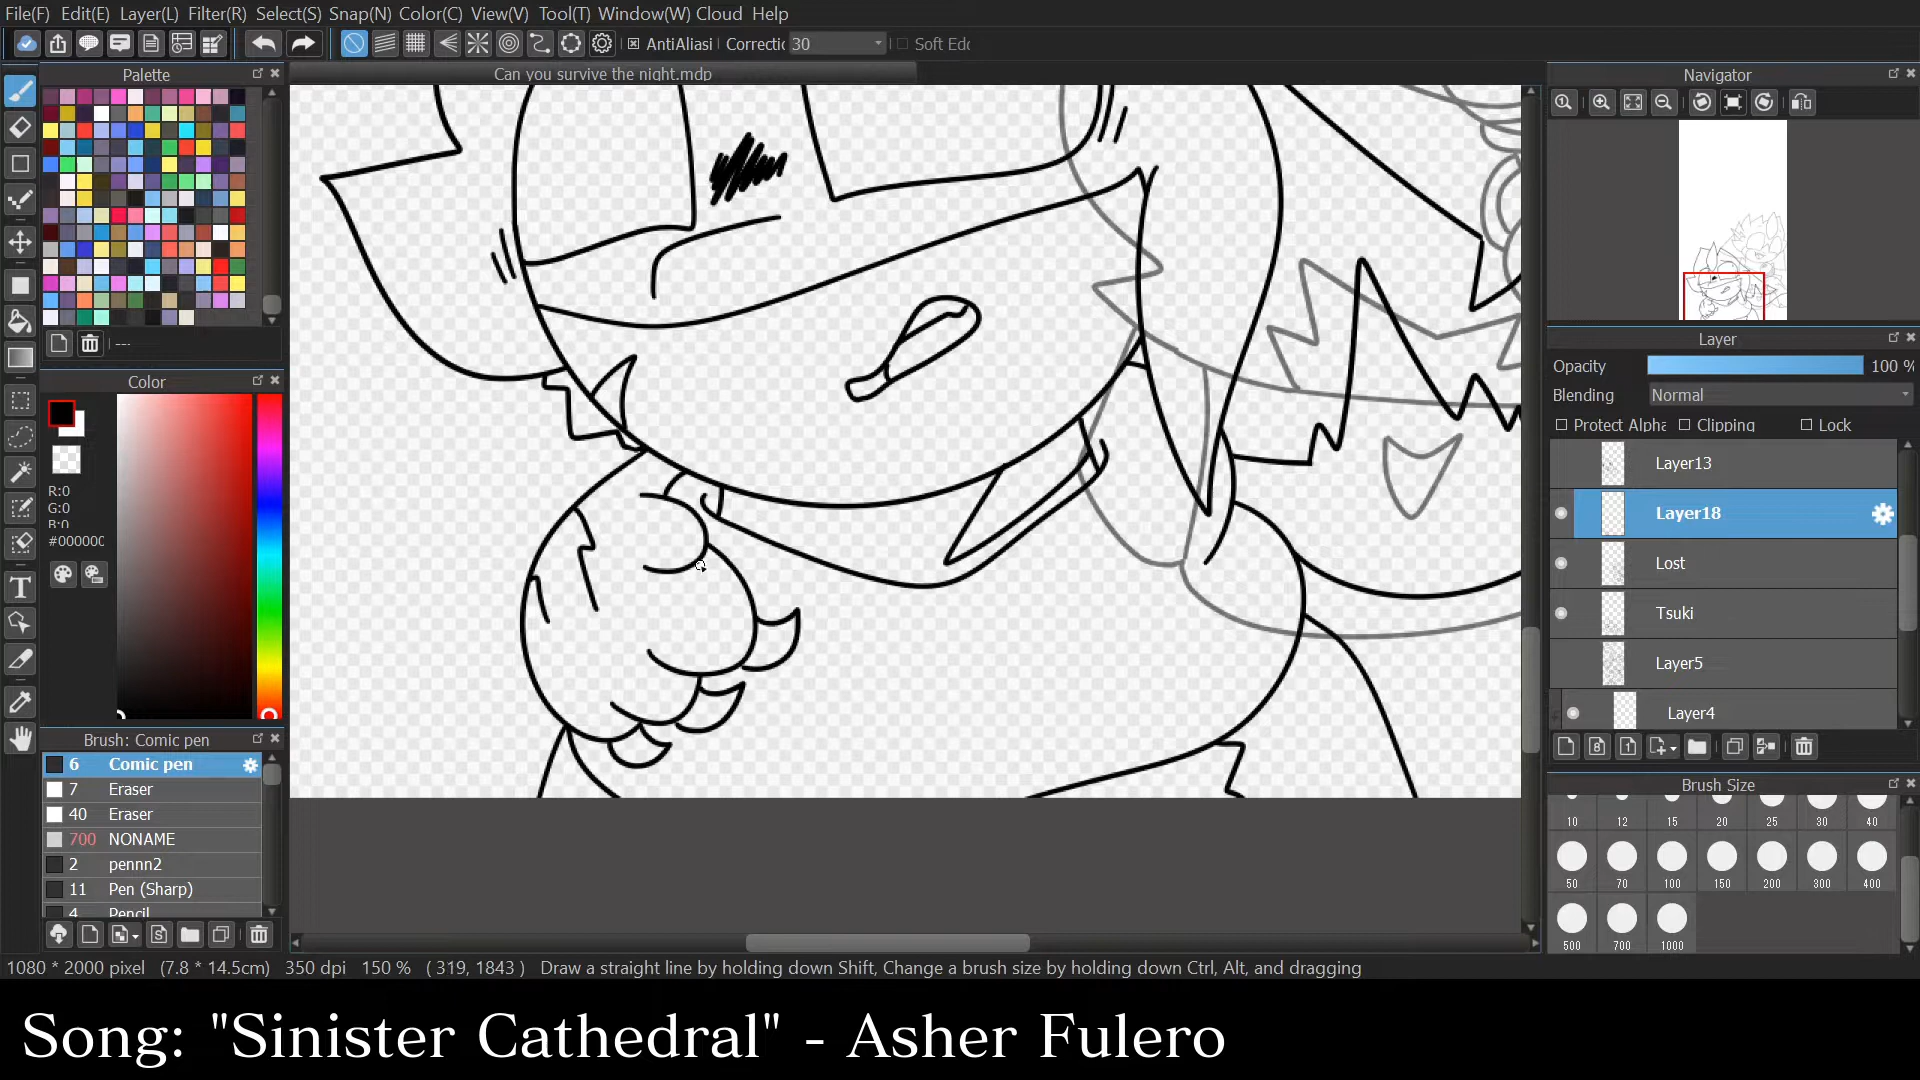 File(F) Edit(E) Layer(L) Filter(R) Select(S) Snap(N) Color(C) View(V) Tool(T) Window(W) Cloud Help
AntiAliasi Correctic 30 Soft Edc
Palette
Can you survive the night.mdp
Navigator
---
Color
R:0
G:0
B:0
#00000C
Layer
Opacity 100 %
Blending Normal
Protect Alpha Clipping Lock
Layer13
Layer18
Lost
Tsuki
Layer5
Layer4
Brush: Comic pen
6 Comic pen
7 Eraser
40 Eraser
700 NONAME
2 pennn2
11 Pen (Sharp)
4 Pencil
Brush Size
10 12 15 20 25 30 40
50 70 100 150 200 300 400
500 700 1000
1080 * 2000 pixel (7.8 * 14.5cm) 350 dpi 150 % ( 319, 1843 ) Draw a straight line by holding down Shift, Change a brush size by holding down Ctrl, Alt, and dragging
Song: "Sinister Cathedral" - Asher Fulero